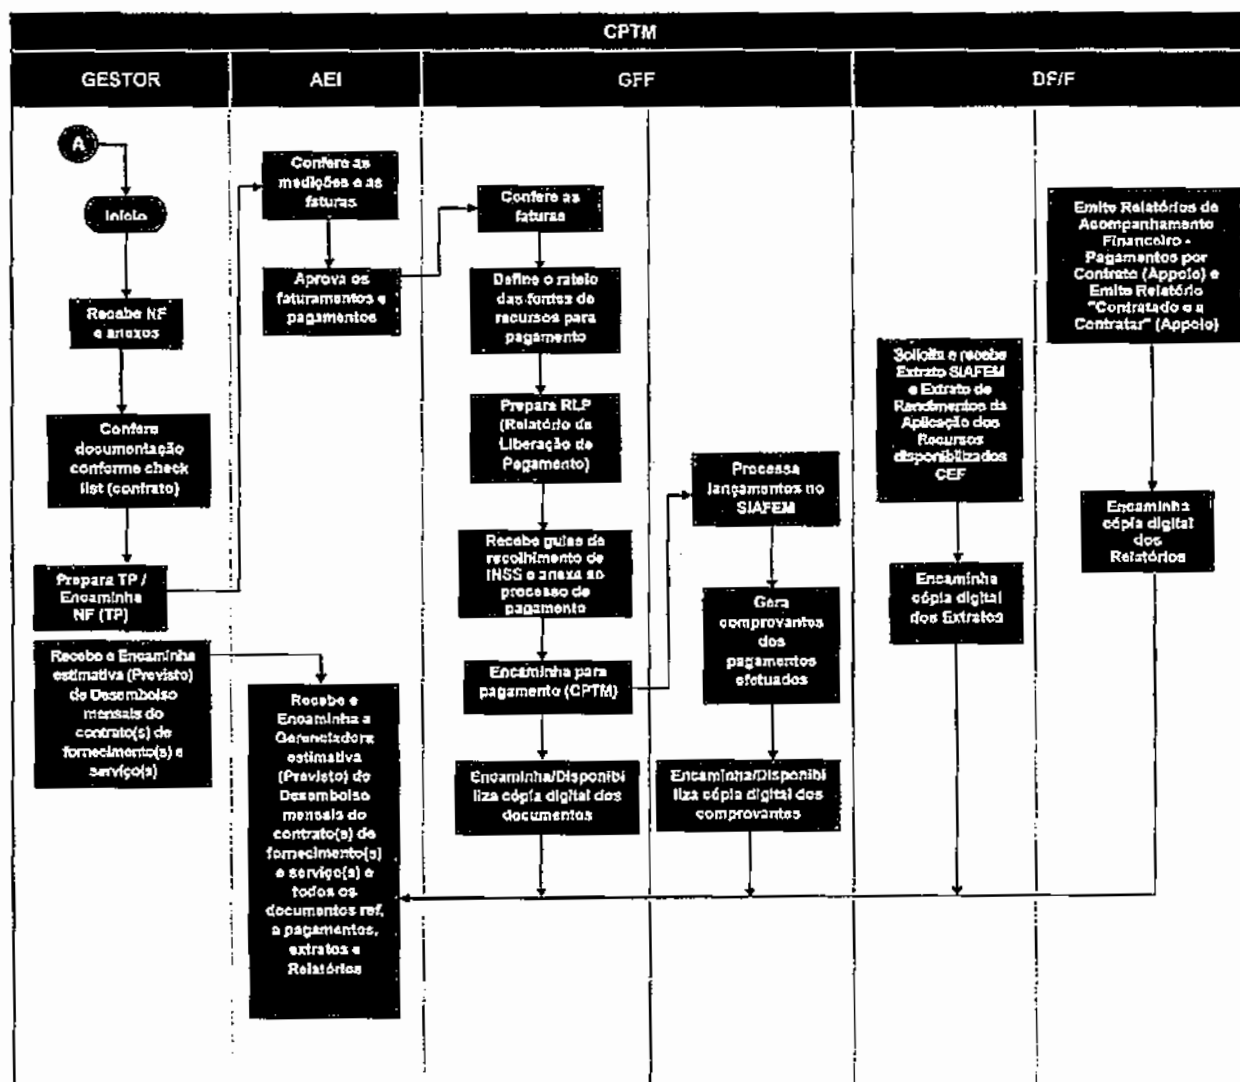 CPTM
GESTOR
AEI
GFF
DF/F
A
Início
Recebe NF
e anexos
Confere
documentação
conforme check
list (contrato)
Prepara TP /
Encaminha
NF (TP)
Recebe e Encaminha
estimativa (Previsto)
de Desembolso
mensais do
contrato(s) de
fornecimento(s) e
serviço(s)
Confere as
medições e as
faturas
Aprova os
faturamentos e
pagamentos
Recebe e
Encaminha a
Gerenciadora
estimativa
(Previsto) do
Desembolso
mensais do
contrato(s) de
fornecimento(s)
e serviço(s) e
todos os
documentos ref.
a pagamentos,
extratos e
Relatórios
Confere as
faturas
Define o rateio
das fontes de
recursos para
pagamento
Prepara RLP
(Relatório de
Liberação de
Pagamento)
Recebe guias de
recolhimento de
INSS e anexa ao
processo de
pagamento
Encaminha para
pagamento (CPTM)
Encaminha/Disponibi
liza cópia digital dos
documentos
Processa
lançamentos no
SIAFEM
Gera
comprovantes
dos
pagamentos
efetuados
Encaminha/Disponibi
liza cópia digital dos
comprovantes
Solicita e recebe
Extrato SIAFEM
e Extrato de
Rendimentos da
Aplicação dos
Recursos
disponibilizados
CEF
Encaminha
cópia digital
dos Extratos
Emite Relatórios de
Acompanhamento
Financeiro -
Pagamentos por
Contrato (Appolo) e
Emite Relatório
"Contratado e a
Contratar" (Appolo)
Encaminha
cópia digital
dos
Relatórios